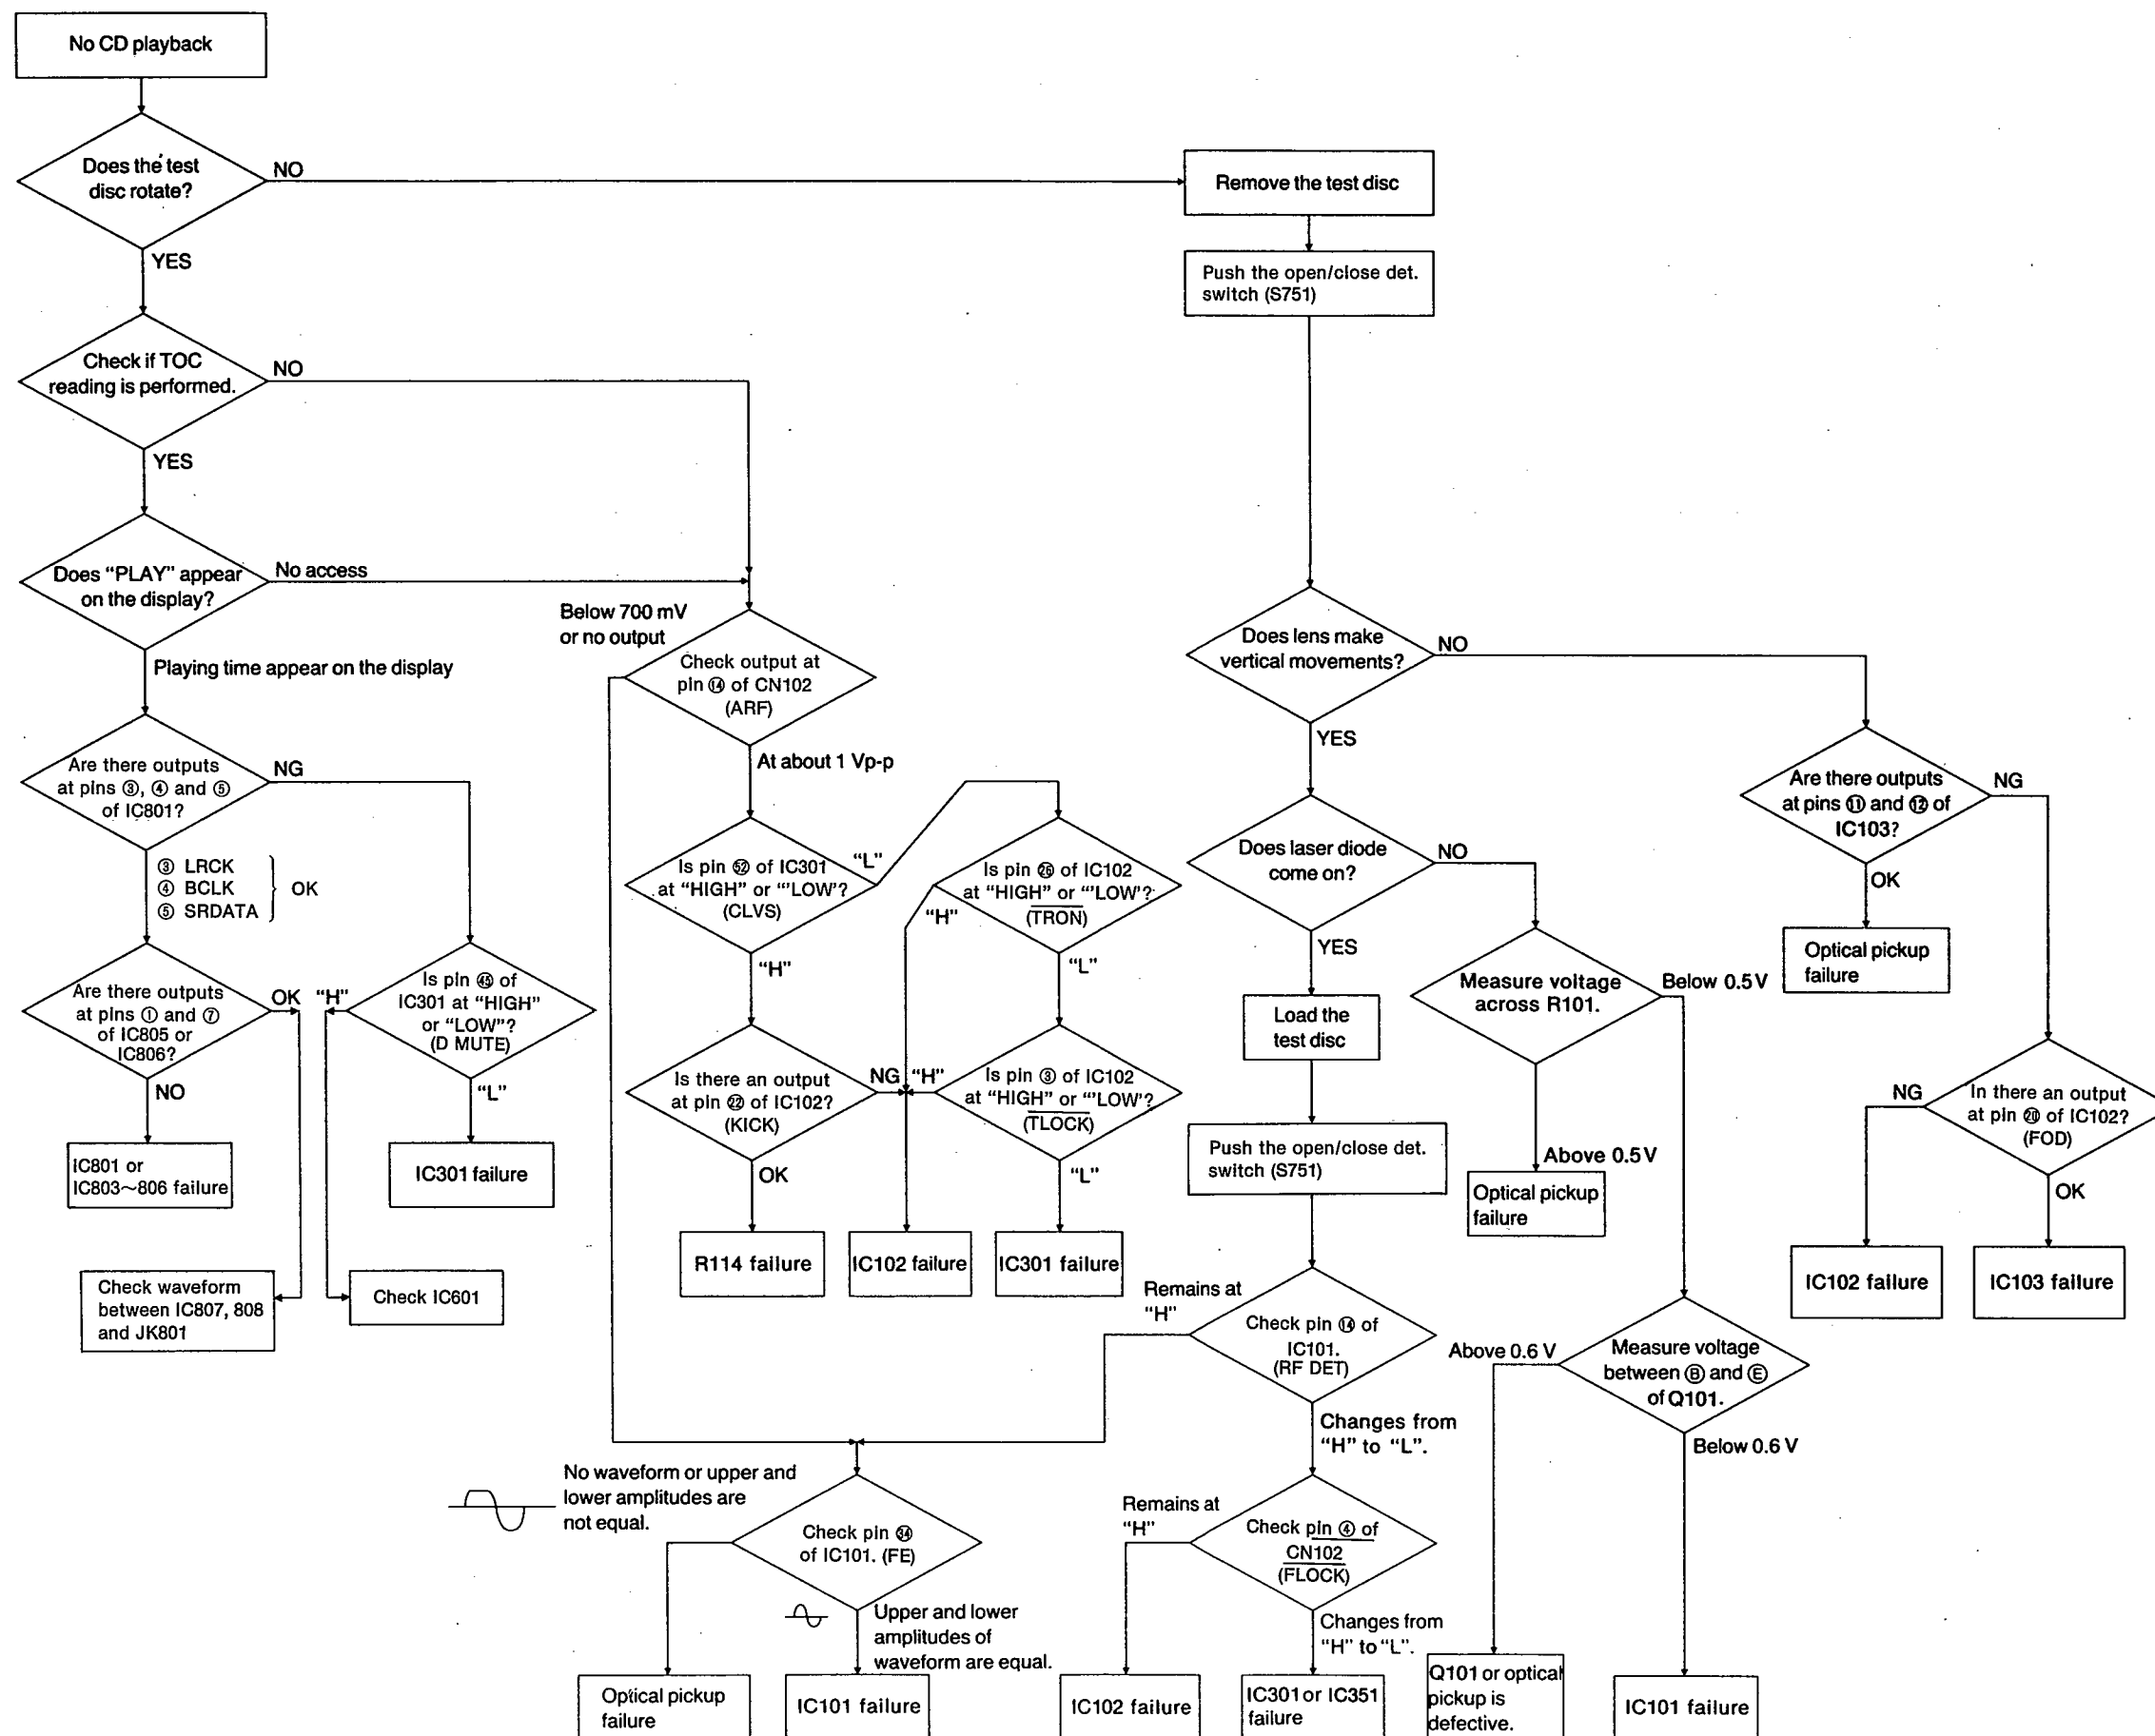 No CD playback
Does the test
disc rotate?
NO
YES
Remove the test disc
Push the open/close det.
switch (S751)
Check if TOC
reading is performed.
NO
YES
Does “PLAY” appear
on the display?
No access
Playing time appear on the display
Below 700 mV
or no output
Check output at
pin ⑭ of CN102
(ARF)
At about 1 Vp-p
Does lens make
vertical movements?
NO
YES
Are there outputs
at pins ③, ④ and ⑤
of IC801?
NG
③ LRCK
④ BCLK
⑤ SRDATA
OK
Is pin ㊺ of
IC301 at “HIGH”
or “LOW”?
(D MUTE)
“H”
“L”
Are there outputs
at pins ① and ⑦
of IC805 or
IC806?
OK
NO
IC801 or
IC803～806 failure
IC301 failure
Check waveform
between IC807, 808
and JK801
Check IC601
Is pin 52 of IC301
at “HIGH” or “'LOW'?
(CLVS)
“L”
“H”
Is pin ㉖ of IC102
at “HIGH” or “'LOW'?
(TRON)
“H”
“L”
Is there an output
at pin ㉒ of IC102?
(KICK)
NG
OK
“H”
Is pin ③ of IC102
at “HIGH” or “'LOW'?
(TLOCK)
“L”
R114 failure
IC102 failure
IC301 failure
Does laser diode
come on?
NO
YES
Load the
test disc
Push the open/close det.
switch (S751)
Measure voltage
across R101.
Below 0.5V
Above 0.5V
Optical pickup
failure
Are there outputs
at pins ⑪ and ⑫ of
IC103?
NG
OK
Optical pickup
failure
In there an output
at pin ⑳ of IC102?
(FOD)
NG
OK
IC102 failure
IC103 failure
Remains at
“H”
Check pin ⑭ of
IC101.
(RF DET)
Changes from
“H” to “L”.
Above 0.6 V
Measure voltage
between Ⓑ and Ⓔ
of Q101.
Below 0.6 V
No waveform or upper and
lower amplitudes are
not equal.
Check pin ㉞
of IC101. (FE)
Upper and lower
amplitudes of
waveform are equal.
Remains at
“H”
Check pin ④ of
CN102
(FLOCK)
Changes from
“H” to “L”.
Optical pickup
failure
IC101 failure
IC102 failure
IC301 or IC351
failure
Q101 or optical
pickup is
defective.
IC101 failure